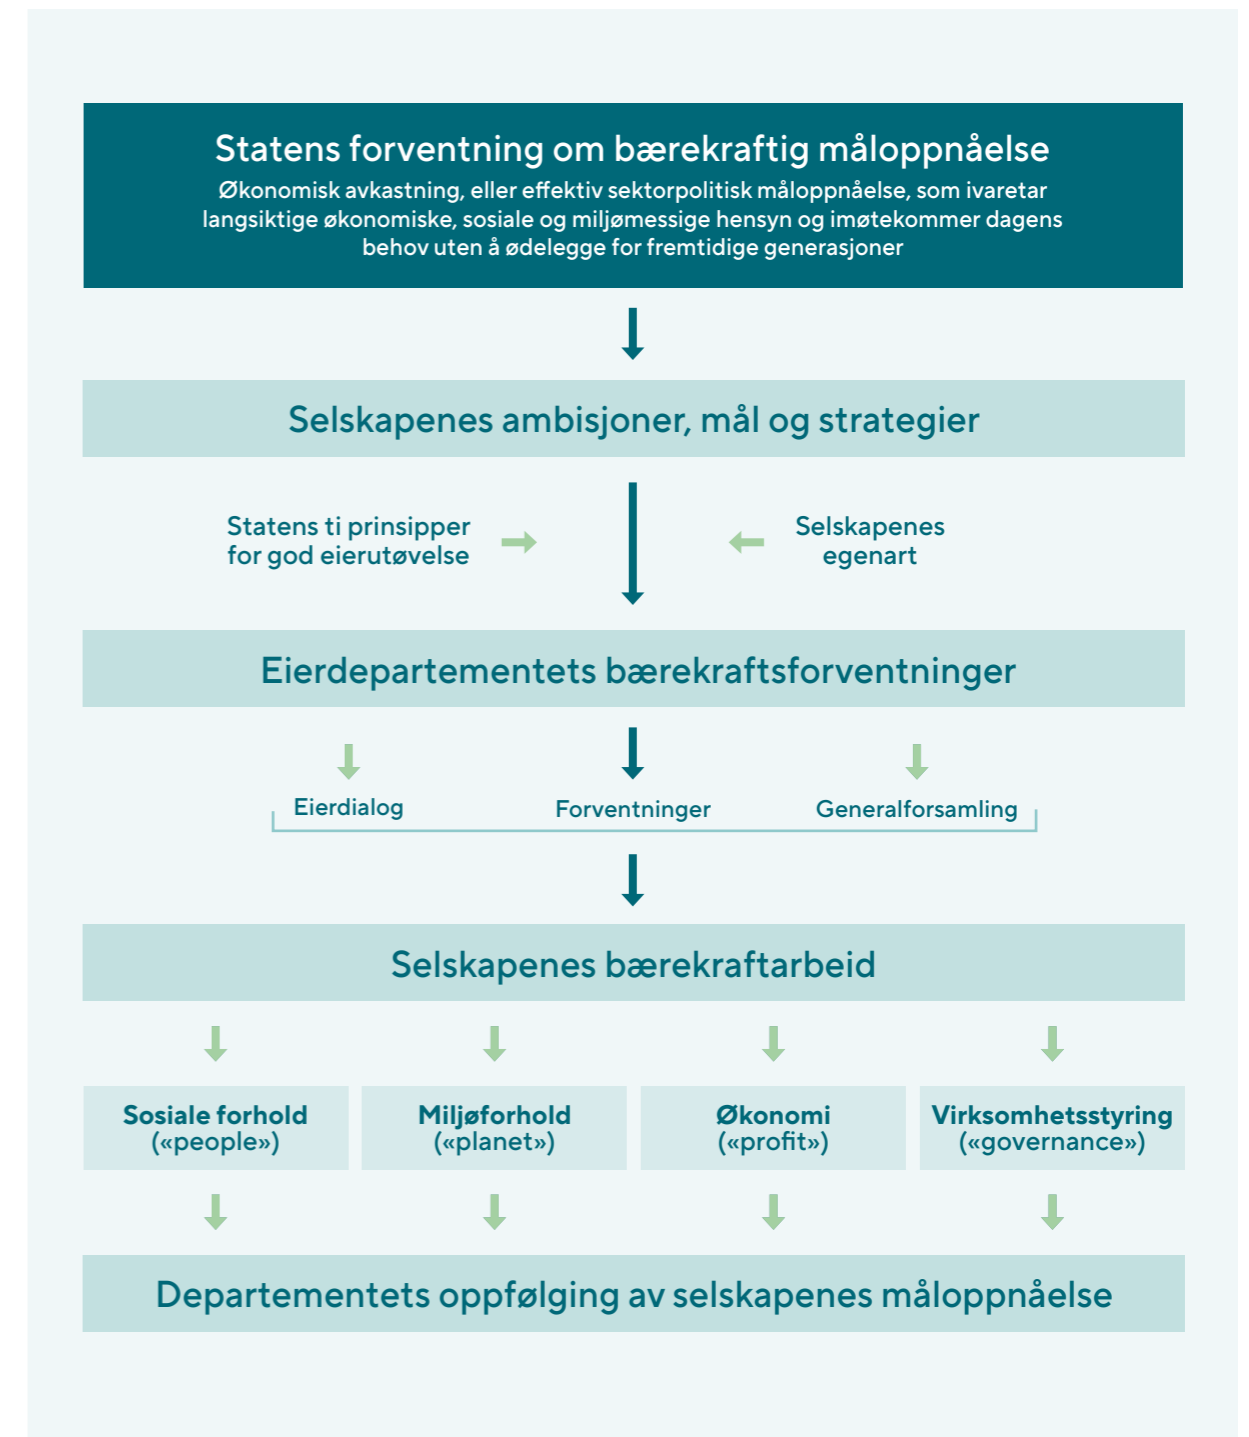 Statens forventning om bærekraftig måloppnåelse
Økonomisk avkastning, eller effektiv sektorpolitisk måloppnåelse, som ivaretar
langsiktige økonomiske, sosiale og miljømessige hensyn og imøtekommer dagens
behov uten å ødelegge for fremtidige generasjoner
Selskapenes ambisjoner, mål og strategier
Statens ti prinsipper
for god eierutøvelse
Selskapenes
egenart
Eierdepartementets bærekraftsforventninger
Eierdialog
Forventninger
Generalforsamling
Selskapenes bærekraftarbeid
Sosiale forhold
(«people»)
Miljøforhold
(«planet»)
Økonomi
(«profit»)
Virksomhetsstyring
(«governance»)
Departementets oppfølging av selskapenes måloppnåelse